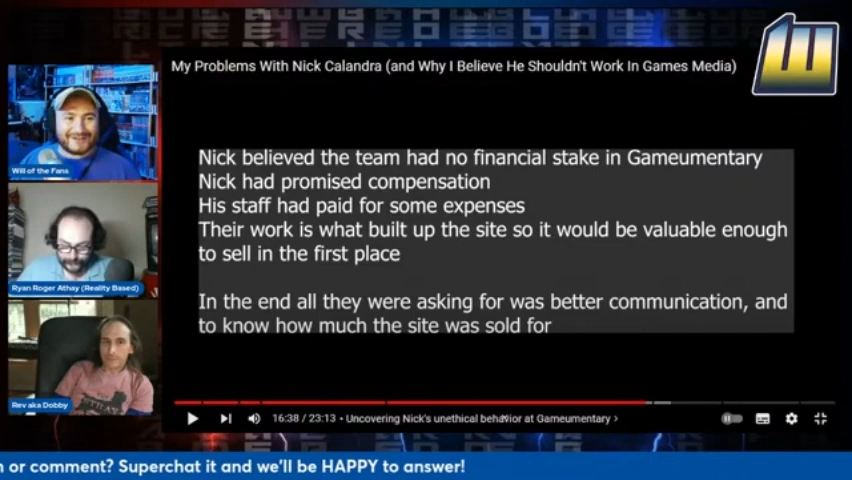 My Problems With Nick Calandra (and Why I Believe He Shouldn't Work In Games Media)
Nick believed the team had no financial stake in Gameumentary
Nick had promised compensation
His staff had paid for some expenses
Their work is what built up the site so it would be valuable enough
to sell in the first place
In the end all they were asking for was better communication, and
to know how much the site was sold for
Will of the Fans
Ryan Roger Athay (Reality Based)
Rev aka Dobby
16:38 / 23:13 • Uncovering Nick's unethical behavior at Gameumentary >
or comment? Superchat it and we'll be HAPPY to answer!